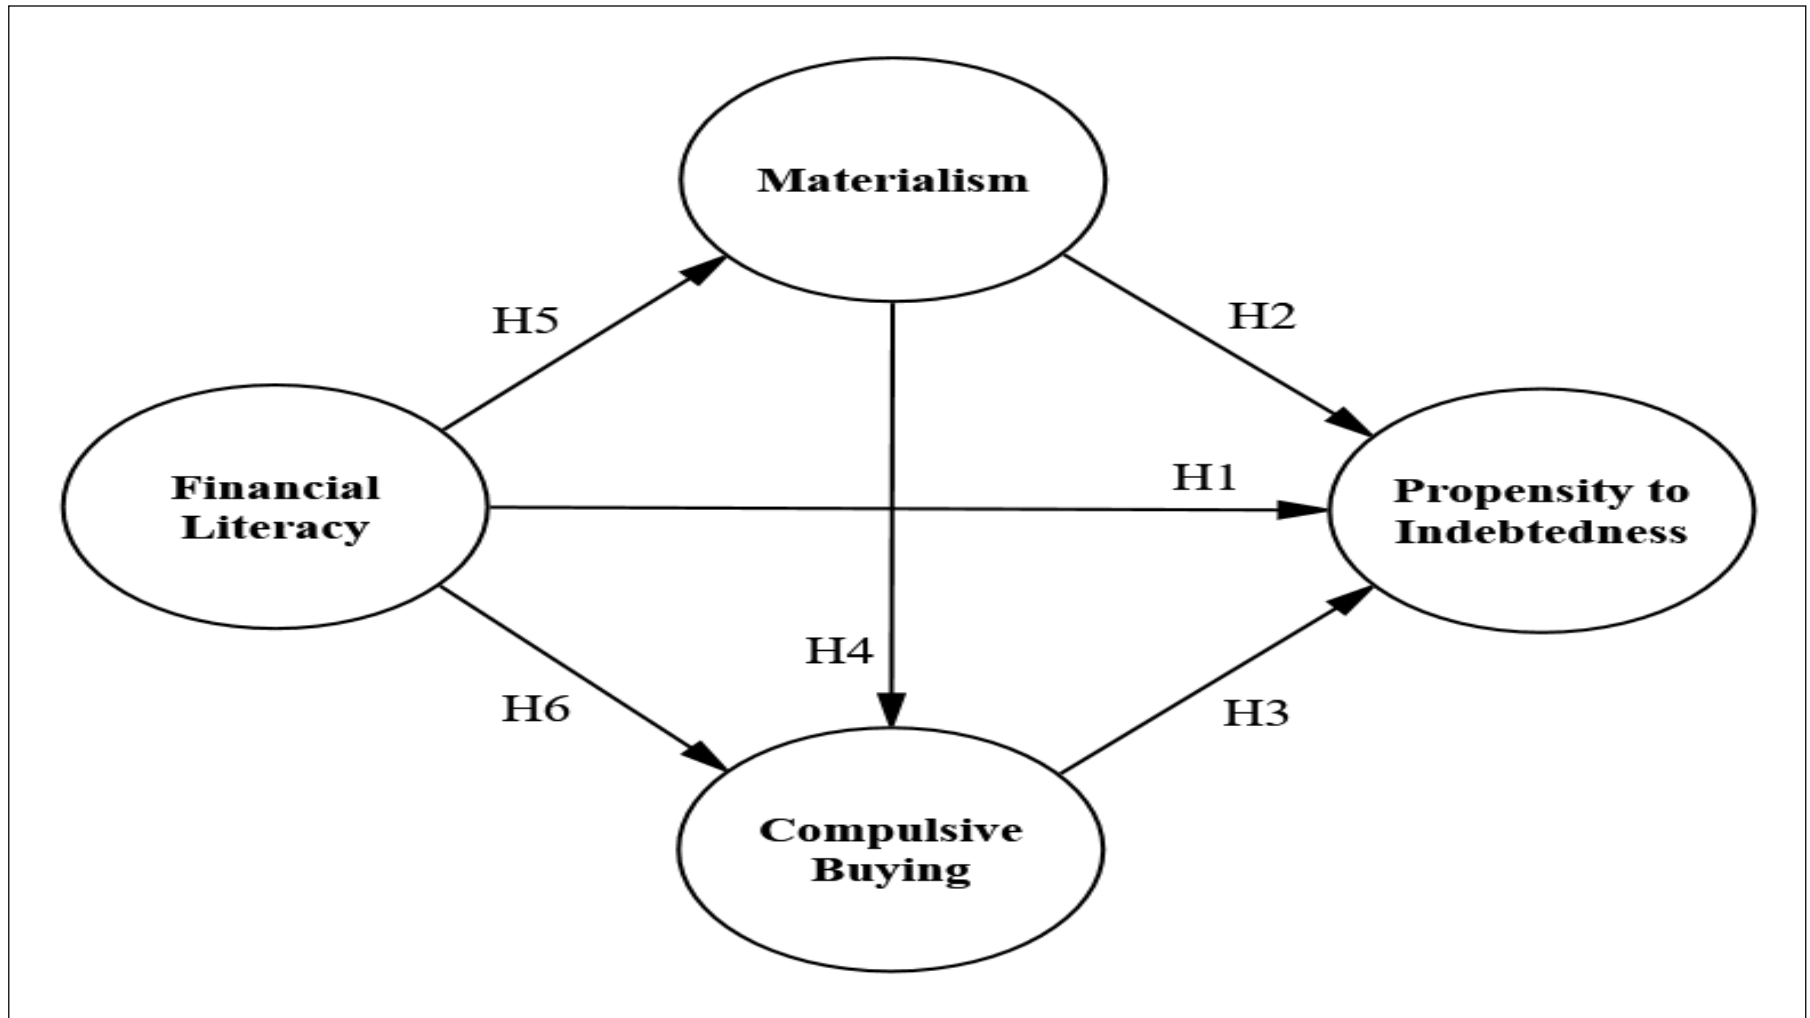 Materialism
H5
H2
Financial
Literacy
H1
Propensity to
Indebtedness
H4
H6
H3
Compulsive
Buying